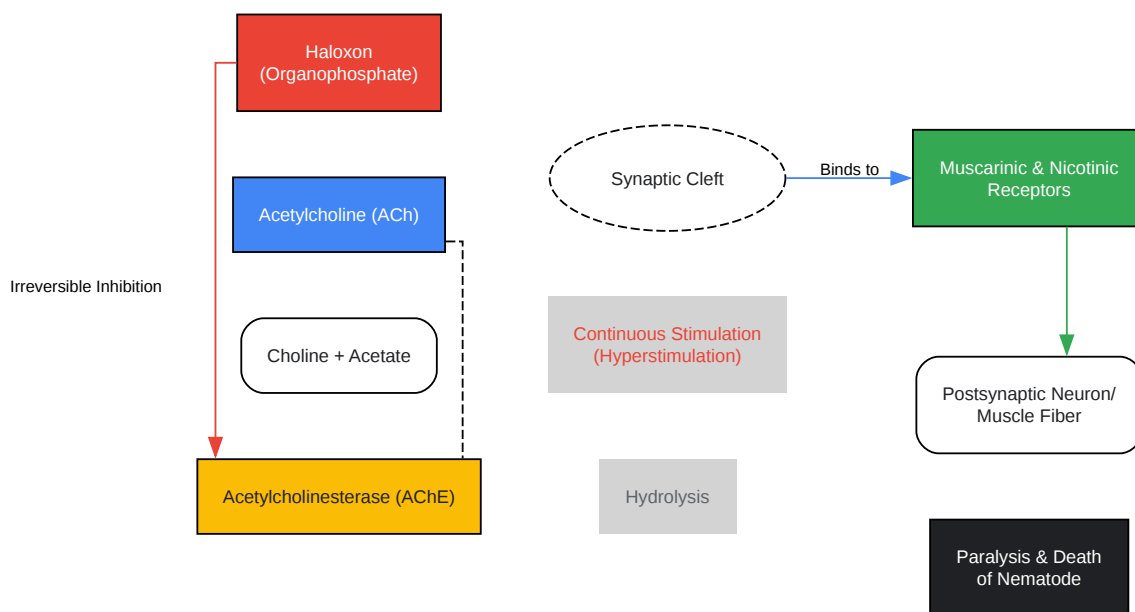 Haloxon
(Organophosphate)
Synaptic Cleft
Binds to
Muscarinic & Nicotinic
Receptors
Acetylcholine (ACh)
Irreversible Inhibition
Continuous Stimulation
(Hyperstimulation)
Choline + Acetate
Postsynaptic Neuron/
Muscle Fiber
Acetylcholinesterase (AChE)
Hydrolysis
Paralysis & Death
of Nematode